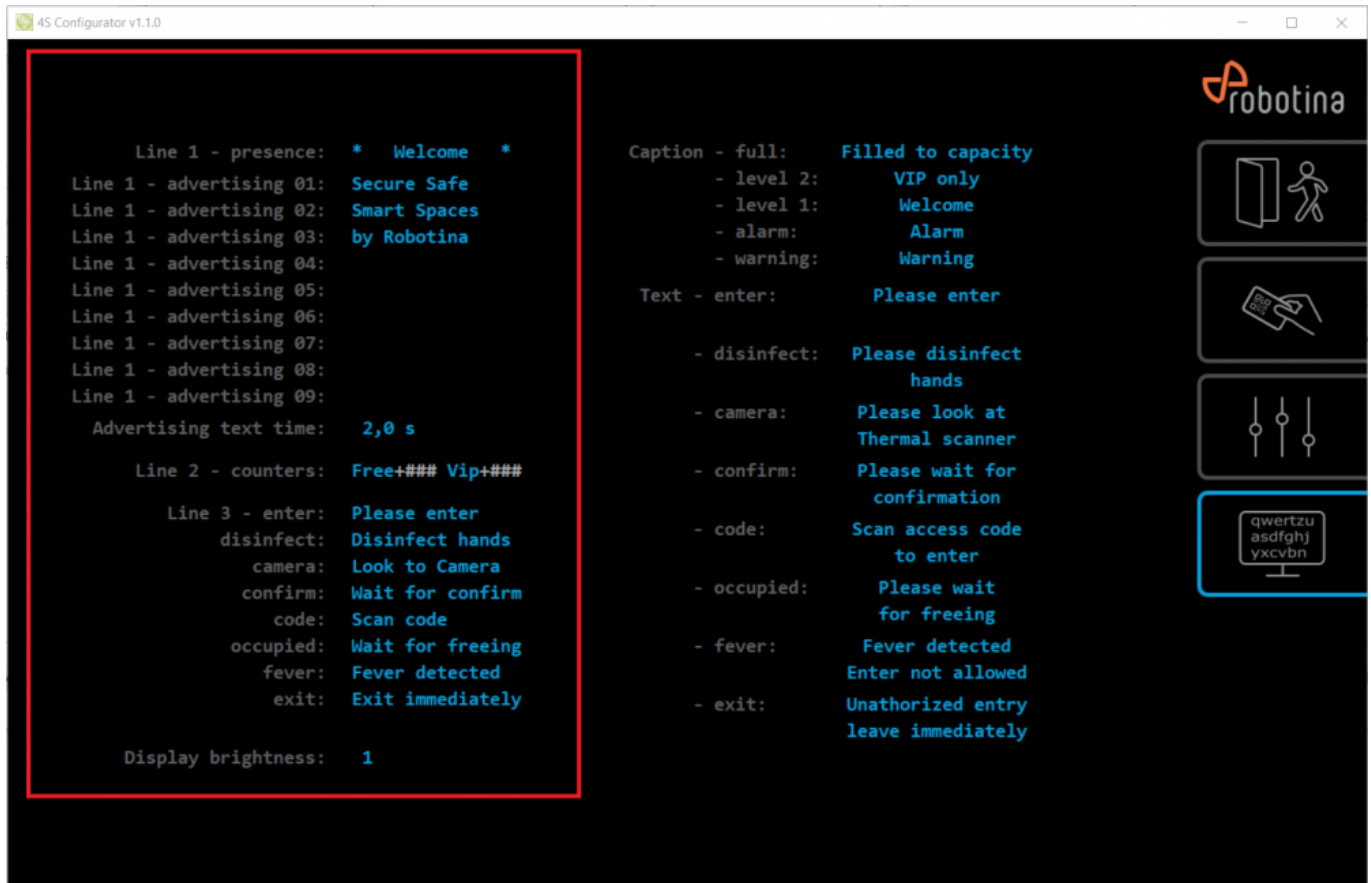 4S Configurator v1.1.0
robotina
Line 1 - presence: * Welcome *
Line 1 - advertising 01: Secure Safe
Line 1 - advertising 02: Smart Spaces
Line 1 - advertising 03: by Robotina
Line 1 - advertising 04:
Line 1 - advertising 05:
Line 1 - advertising 06:
Line 1 - advertising 07:
Line 1 - advertising 08:
Line 1 - advertising 09:
Advertising text time: 2,0 s
Line 2 - counters: Free+### Vip+###
Line 3 - enter: Please enter
disinfect: Disinfect hands
camera: Look to Camera
confirm: Wait for confirm
code: Scan code
occupied: Wait for freeing
fever: Fever detected
exit: Exit immediately
Display brightness: 1
Caption - full: Filled to capacity
- level 2: VIP only
- level 1: Welcome
- alarm: Alarm
- warning: Warning
Text - enter: Please enter
- disinfect: Please disinfect
hands
- camera: Please look at
Thermal scanner
- confirm: Please wait for
confirmation
- code: Scan access code
to enter
- occupied: Please wait
for freeing
- fever: Fever detected
Enter not allowed
- exit: Unathorized entry
leave immediately
qwertzu
asdfghj
yxcvbn